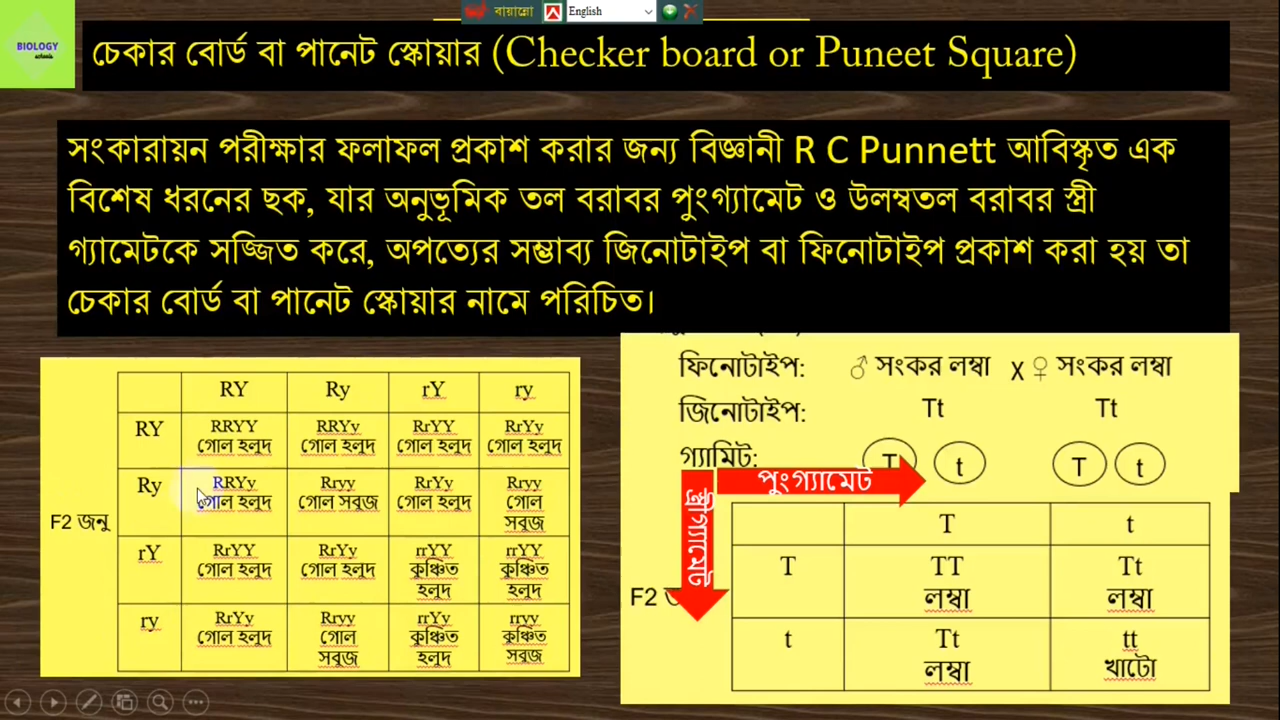 বায়ান্নো
English
BIOLOGY
schools
চেকার বোর্ড বা পানেট স্কোয়ার (Checker board or Puneet Square)
সংকারায়ন পরীক্ষার ফলাফল প্রকাশ করার জন্য বিজ্ঞানী R C Punnett আবিস্কৃত এক
বিশেষ ধরনের ছক, যার অনুভূমিক তল বরাবর পুংগ্যামেট ও উলম্বতল বরাবর স্ত্রী
গ্যামেটকে সজ্জিত করে, অপত্যের সম্ভাব্য জিনোটাইপ বা ফিনোটাইপ প্রকাশ করা হয় তা
চেকার বোর্ড বা পানেট স্কোয়ার নামে পরিচিত।
RY Ry rY ry
RY RRYY RRYy RrYY RrYy
গোল হলুদ গোল হলুদ গোল হলুদ গোল হলুদ
Ry RRYy Rryy RrYy Rryy
গোল হলুদ গোল সবুজ গোল হলুদ গোল
সবুজ
F2 জনু
rY RrYY RrYy rrYY rrYY
গোল হলুদ গোল হলুদ কুঞ্চিত কুঞ্চিত
হলুদ হলুদ
ry RrYy Rryy rrYy rryy
গোল হলুদ গোল কুঞ্চিত কুঞ্চিত
সবুজ হলুদ সবুজ
ফিনোটাইপ: ♂ সংকর লম্বা x ♀ সংকর লম্বা
জিনোটাইপ: Tt Tt
গ্যামিট: T t T t
পুংগ্যামেট
স্ত্রীগ্যামেট
T t
T TT Tt
লম্বা লম্বা
F2
t Tt tt
লম্বা খাটো